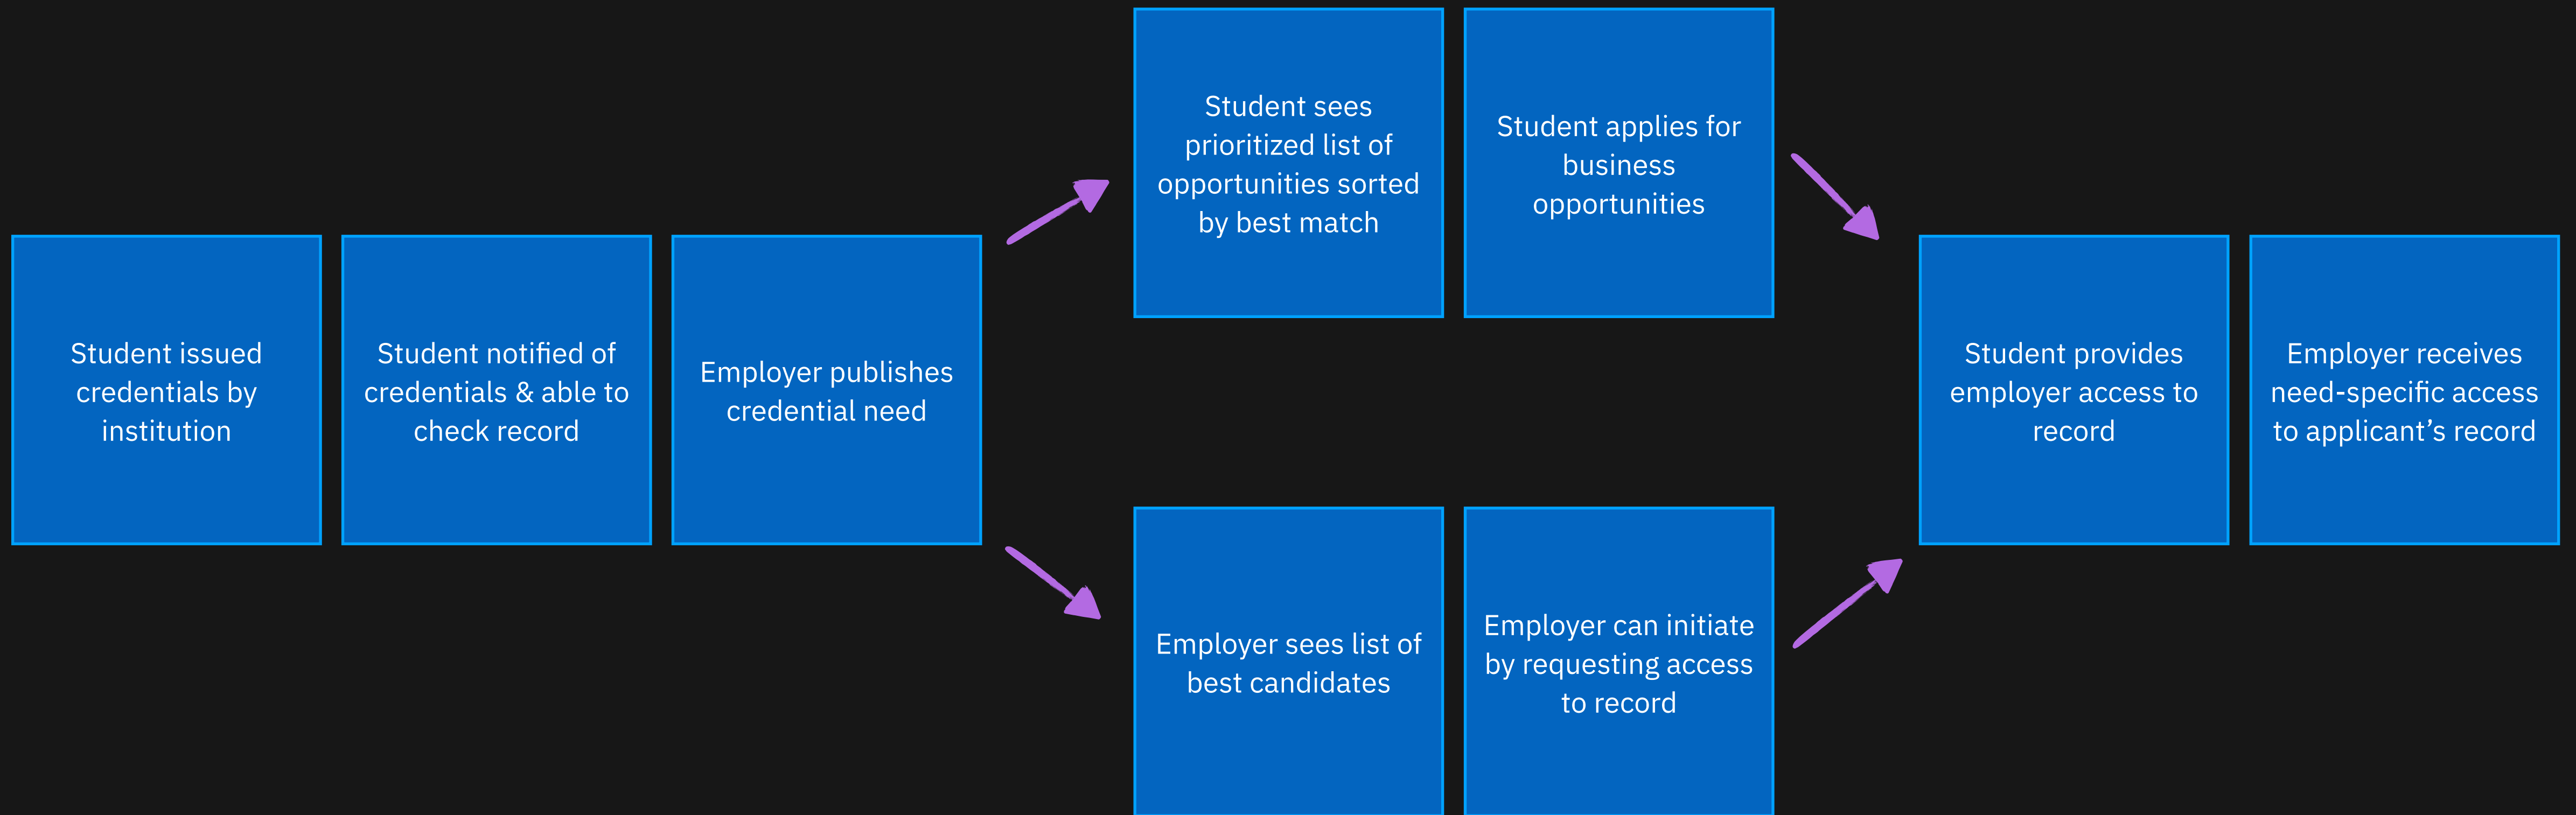 Student issued
credentials by
institution
Student notified of
credentials & able to
check record
Employer publishes
credential need
Student sees
prioritized list of
opportunities sorted
by best match
Student applies for
business
opportunities
Employer sees list of
best candidates
Employer can initiate
by requesting access
to record
Student provides
employer access to
record
Employer receives
need-specific access
to applicant’s record